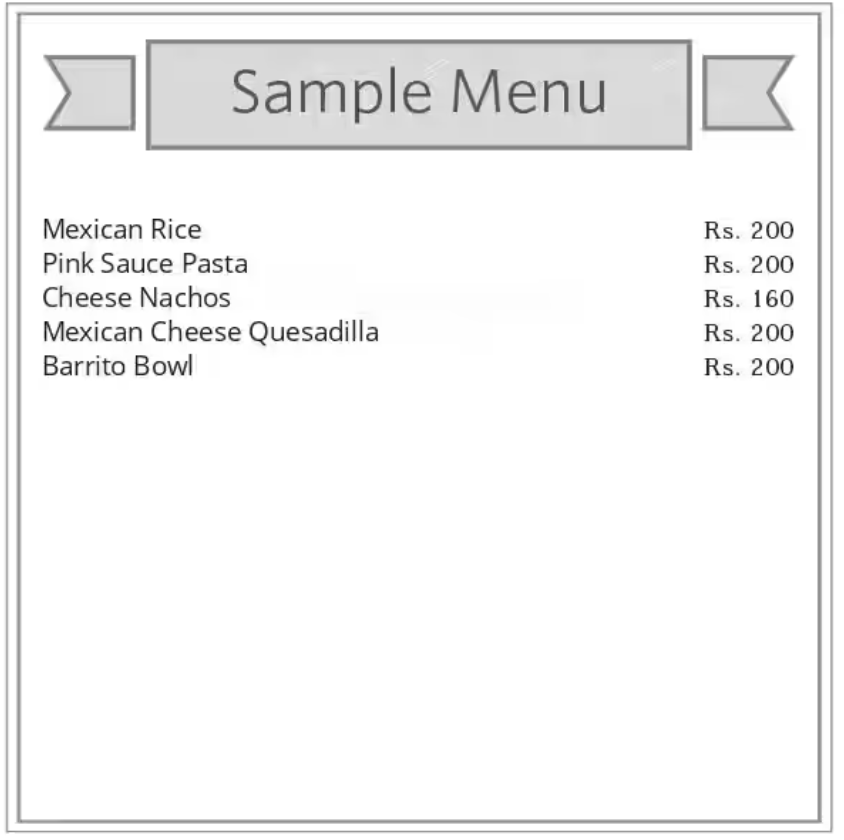 Sample Menu
Mexican Rice Rs. 200
Pink Sauce Pasta Rs. 200
Cheese Nachos Rs. 160
Mexican Cheese Quesadilla Rs. 200
Barrito Bowl Rs. 200